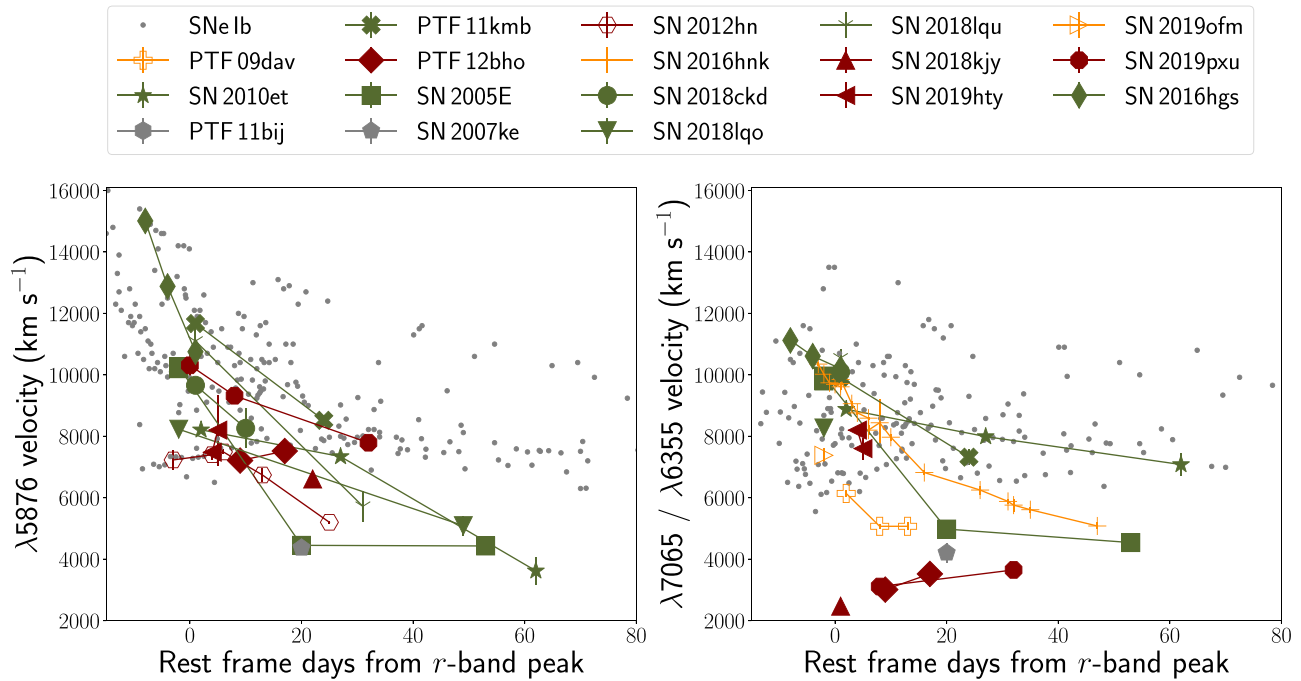 SNe Ib PTF 11kmb SN 2012hn SN 2018lqu SN 2019ofm
PTF 09dav PTF 12bho SN 2016hnk SN 2018kjy SN 2019pxu
SN 2010et SN 2005E SN 2018ckd SN 2019hty SN 2016hgs
PTF 11bij SN 2007ke SN 2018lqo
λ5876 velocity (km s⁻¹)
16000
14000
12000
10000
8000
6000
4000
2000
0 20 40 60 80
Rest frame days from r-band peak
λ7065 / λ6355 velocity (km s⁻¹)
16000
14000
12000
10000
8000
6000
4000
2000
0 20 40 60 80
Rest frame days from r-band peak